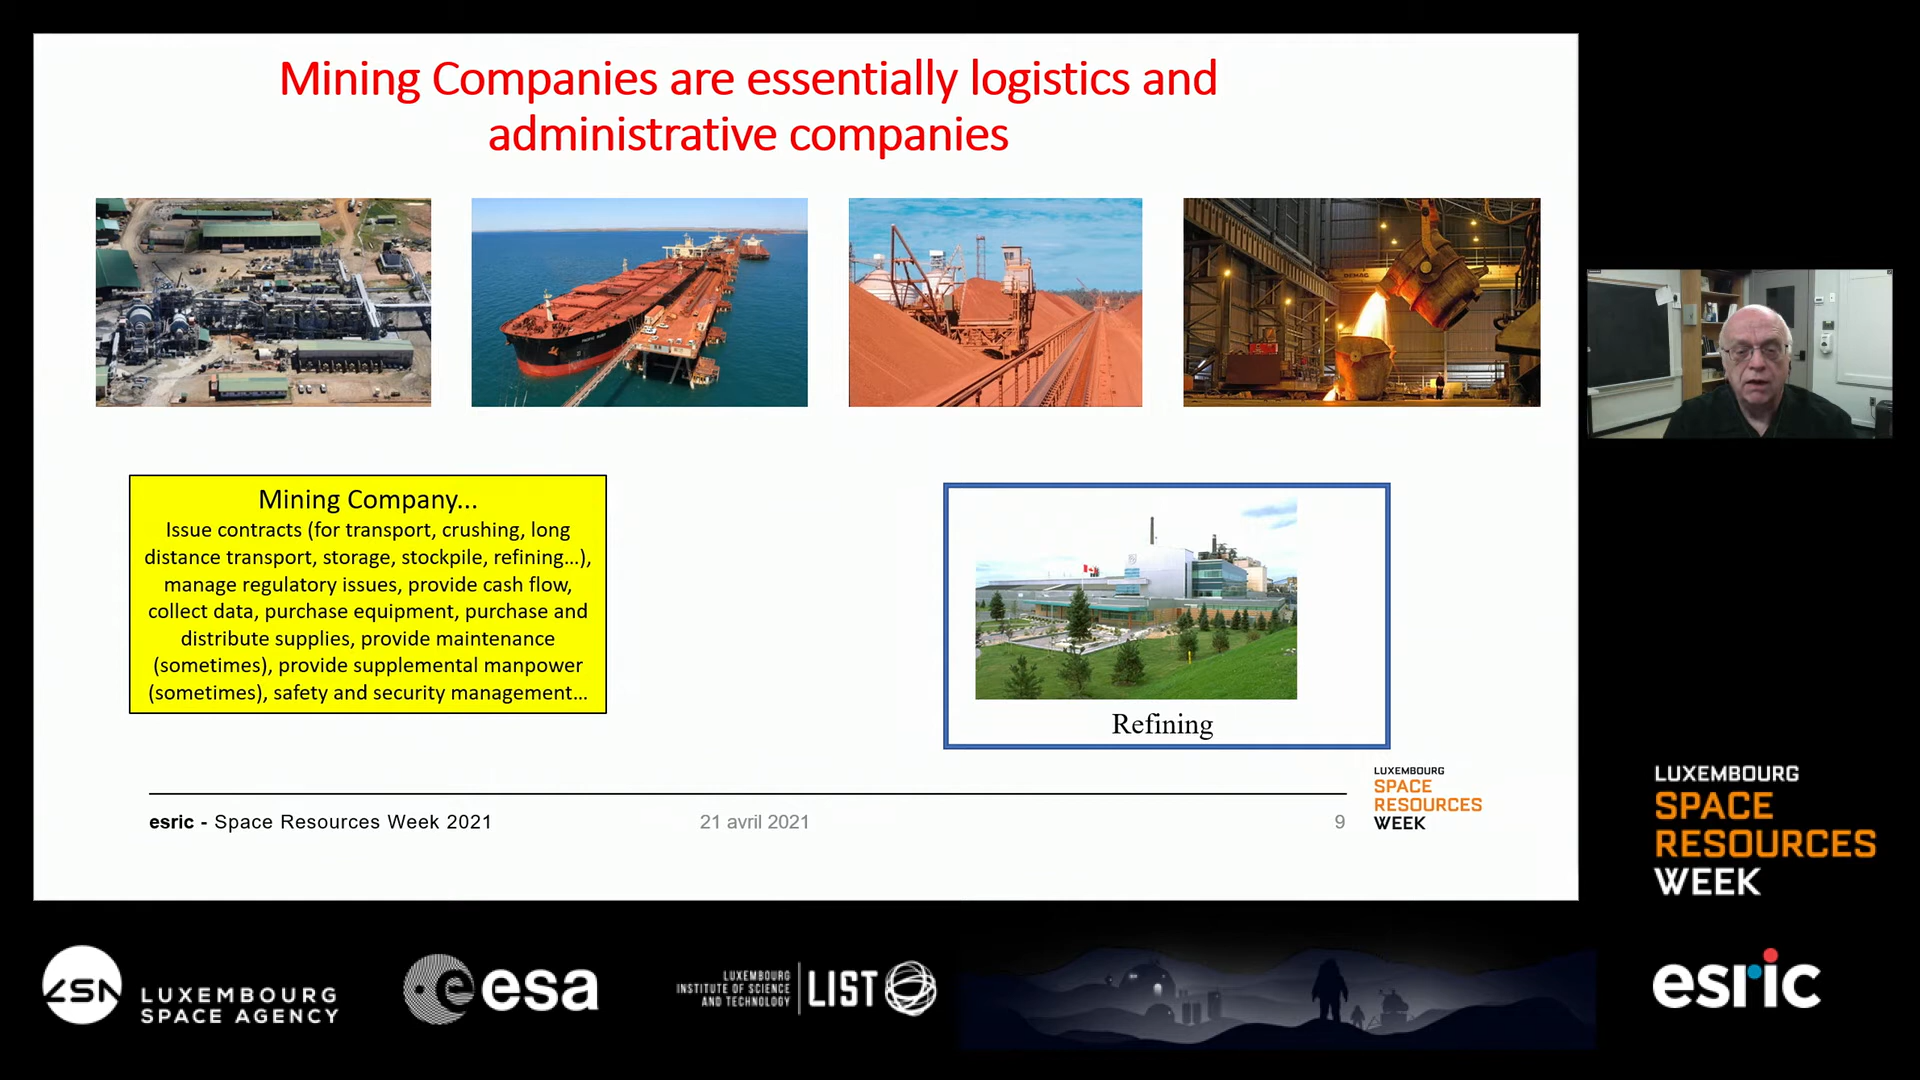 Mining Companies are essentially logistics and
administrative companies
DEMAG
Mining Company...
Issue contracts (for transport, crushing, long
distance transport, storage, stockpile, refining...),
manage regulatory issues, provide cash flow,
collect data, purchase equipment, purchase and
distribute supplies, provide maintenance
(sometimes), provide supplemental manpower
(sometimes), safety and security management...
Refining
esric - Space Resources Week 2021
21 avril 2021
9
LUXEMBOURG
SPACE
RESOURCES
WEEK
LUXEMBOURG
SPACE
RESOURCES
WEEK
LSA
LUXEMBOURG
SPACE AGENCY
esa
LUXEMBOURG
INSTITUTE OF SCIENCE
AND TECHNOLOGY
LIST
esric